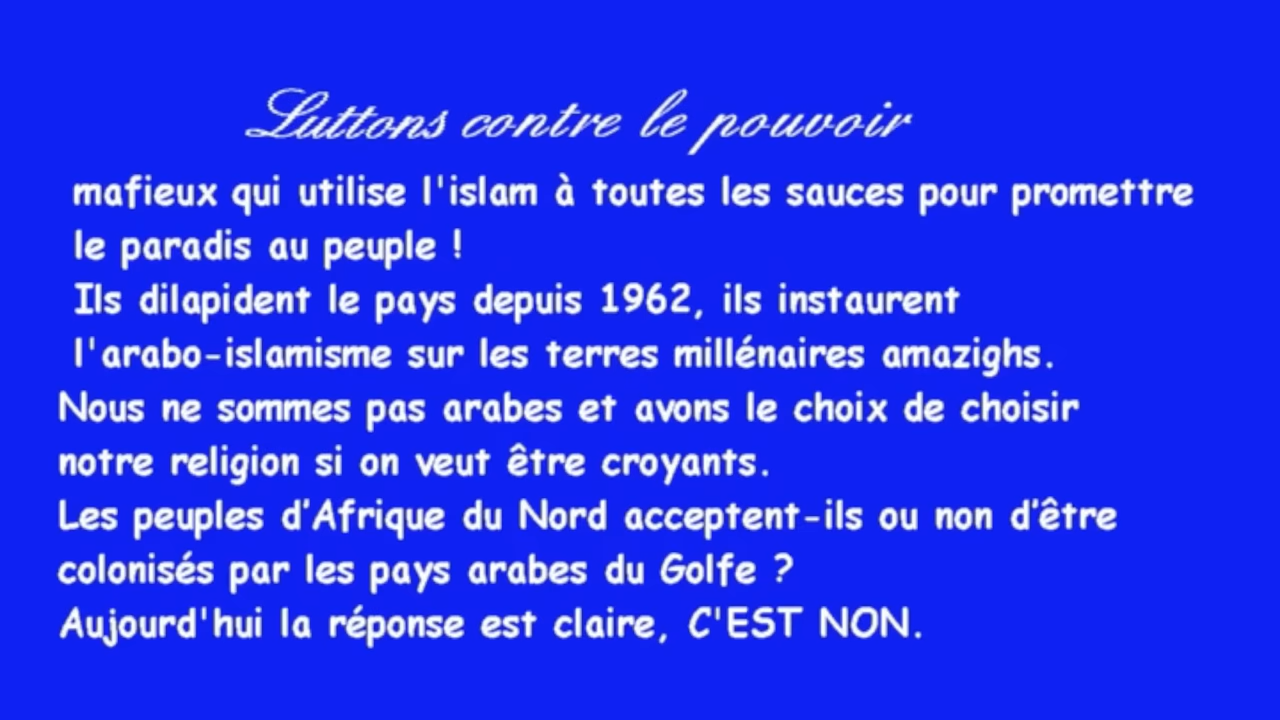 Luttons contre le pouvoir
mafieux qui utilise l'islam à toutes les sauces pour promettre
le paradis au peuple !
Ils dilapident le pays depuis 1962, ils instaurent
l'arabo-islamisme sur les terres millénaires amazighs.
Nous ne sommes pas arabes et avons le choix de choisir
notre religion si on veut être croyants.
Les peuples d’Afrique du Nord acceptent-ils ou non d’être
colonisés par les pays arabes du Golfe ?
Aujourd'hui la réponse est claire, C'EST NON.